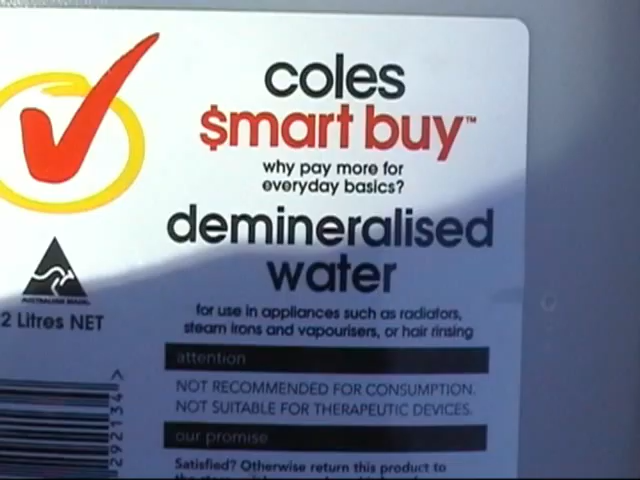 coles
$mart buy™
why pay more for
everyday basics?
demineralised
water
AUSTRALIAN MADE
2 Litres NET
for use in appliances such as radiators,
steam irons and vapourisers, or hair rinsing
attention
NOT RECOMMENDED FOR CONSUMPTION.
NOT SUITABLE FOR THERAPEUTIC DEVICES.
292134 >
our promise
Satisfied? Otherwise return this product to